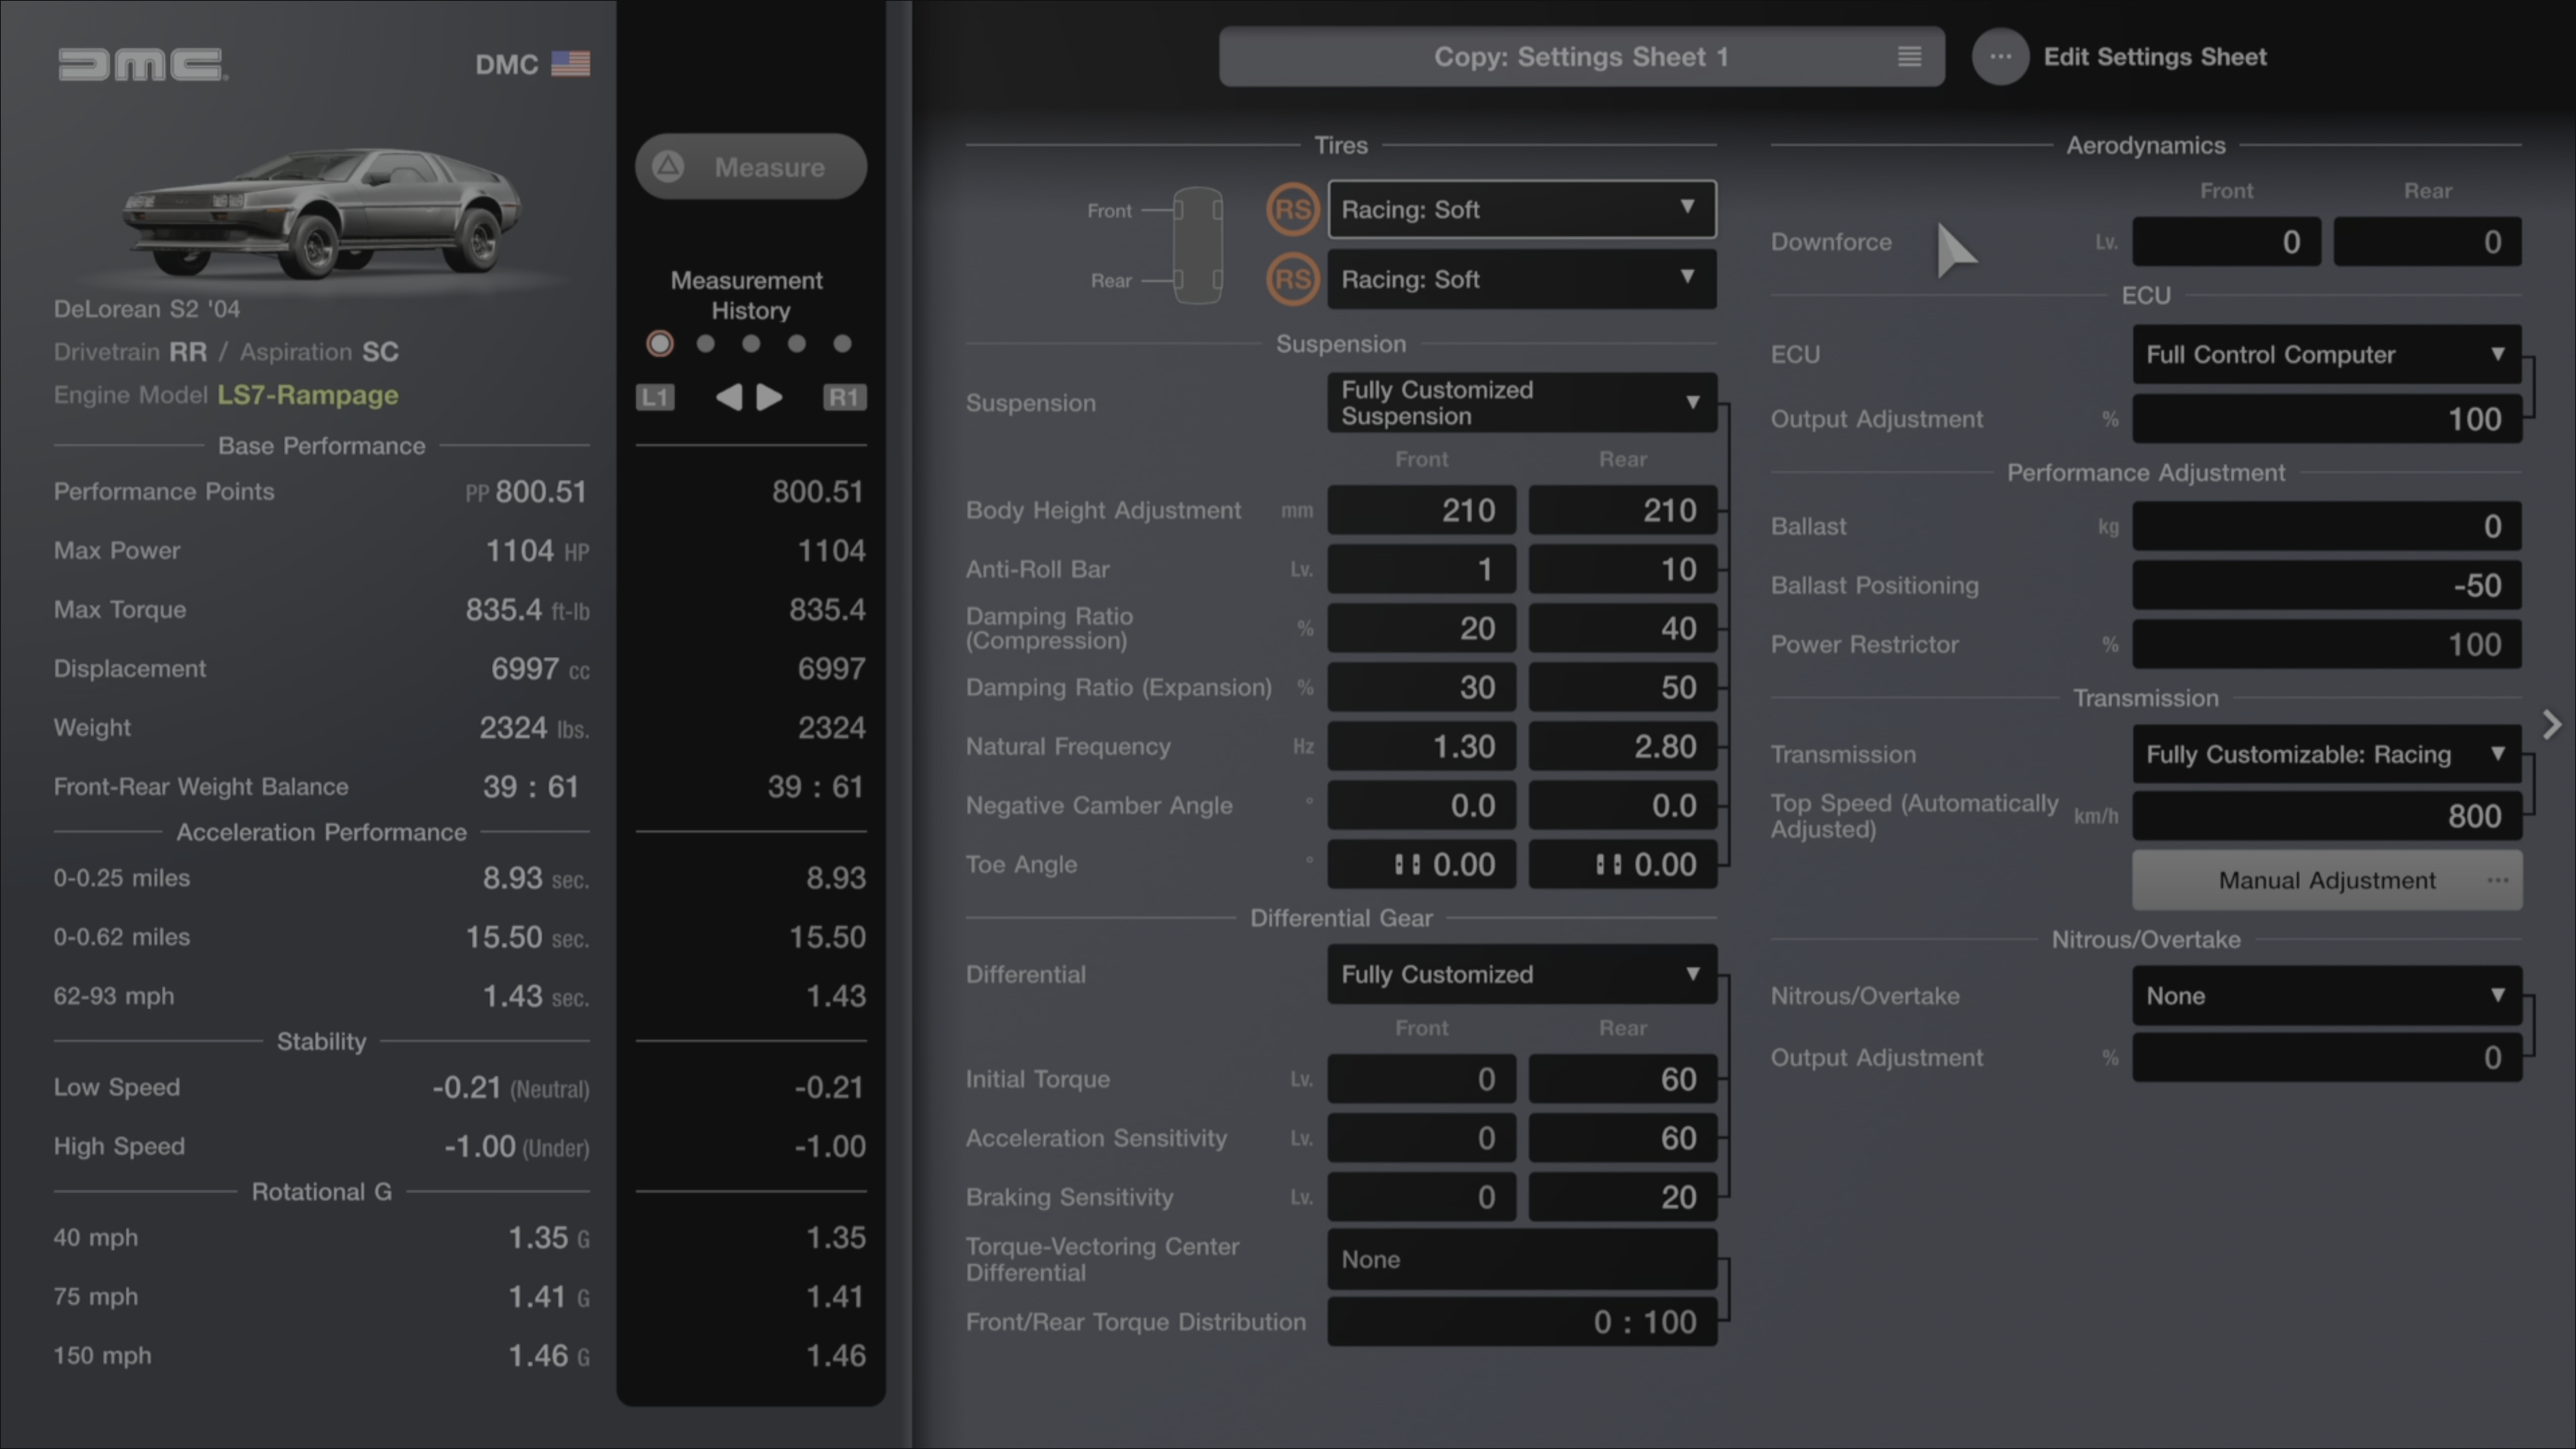 DMC
DMC
DeLorean S2 '04
Drivetrain RR / Aspiration SC
Engine Model LS7-Rampage
Base Performance
Performance Points PP 800.51
Max Power 1104 HP
Max Torque 835.4 ft-lb
Displacement 6997 cc
Weight 2324 lbs.
Front-Rear Weight Balance 39 : 61
Acceleration Performance
0-0.25 miles 8.93 sec.
0-0.62 miles 15.50 sec.
62-93 mph 1.43 sec.
Stability
Low Speed -0.21 (Neutral)
High Speed -1.00 (Under)
Rotational G
40 mph 1.35 G
75 mph 1.41 G
150 mph 1.46 G
Measure
Measurement
History
L1 R1
800.51
1104
835.4
6997
2324
39 : 61
8.93
15.50
1.43
-0.21
-1.00
1.35
1.41
1.46
Copy: Settings Sheet 1
Edit Settings Sheet
Tires
Front RS Racing: Soft
Rear RS Racing: Soft
Suspension
Suspension Fully Customized
Suspension
Front Rear
Body Height Adjustment mm 210 210
Anti-Roll Bar Lv. 1 10
Damping Ratio
(Compression) % 20 40
Damping Ratio (Expansion) % 30 50
Natural Frequency Hz 1.30 2.80
Negative Camber Angle ° 0.0 0.0
Toe Angle ° 0.00 0.00
Differential Gear
Differential Fully Customized
Front Rear
Initial Torque Lv. 0 60
Acceleration Sensitivity Lv. 0 60
Braking Sensitivity Lv. 0 20
Torque-Vectoring Center
Differential None
Front/Rear Torque Distribution 0 : 100
Aerodynamics
Front Rear
Downforce Lv. 0 0
ECU
ECU Full Control Computer
Output Adjustment % 100
Performance Adjustment
Ballast kg 0
Ballast Positioning -50
Power Restrictor % 100
Transmission
Transmission Fully Customizable: Racing
Top Speed (Automatically
Adjusted) km/h 800
Manual Adjustment
Nitrous/Overtake
Nitrous/Overtake None
Output Adjustment % 0